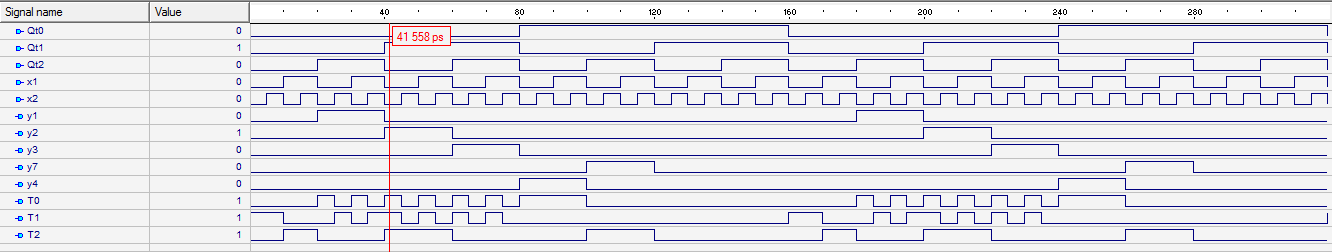 Signal name Value 40 80 120 160 200 240 280
Qt0 0
41 558 ps
Qt1 1
Qt2 0
x1 0
x2 0
y1 0
y2 1
y3 0
y7 0
y4 0
T0 1
T1 1
T2 1